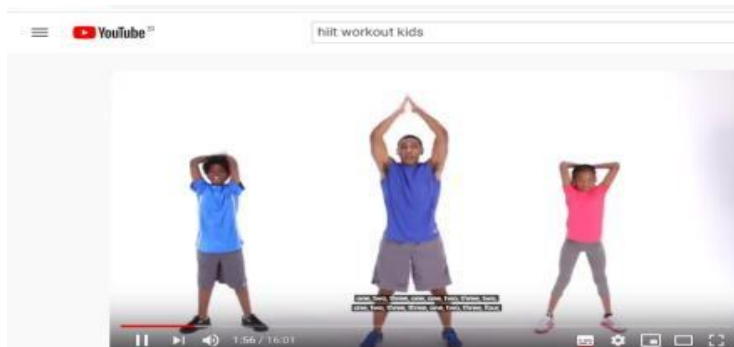 YouTube
hiit workout kids
one, two, three, one, one, two, three, two,
one, two, three, three, one, two, three, four,
1:56 / 16:01